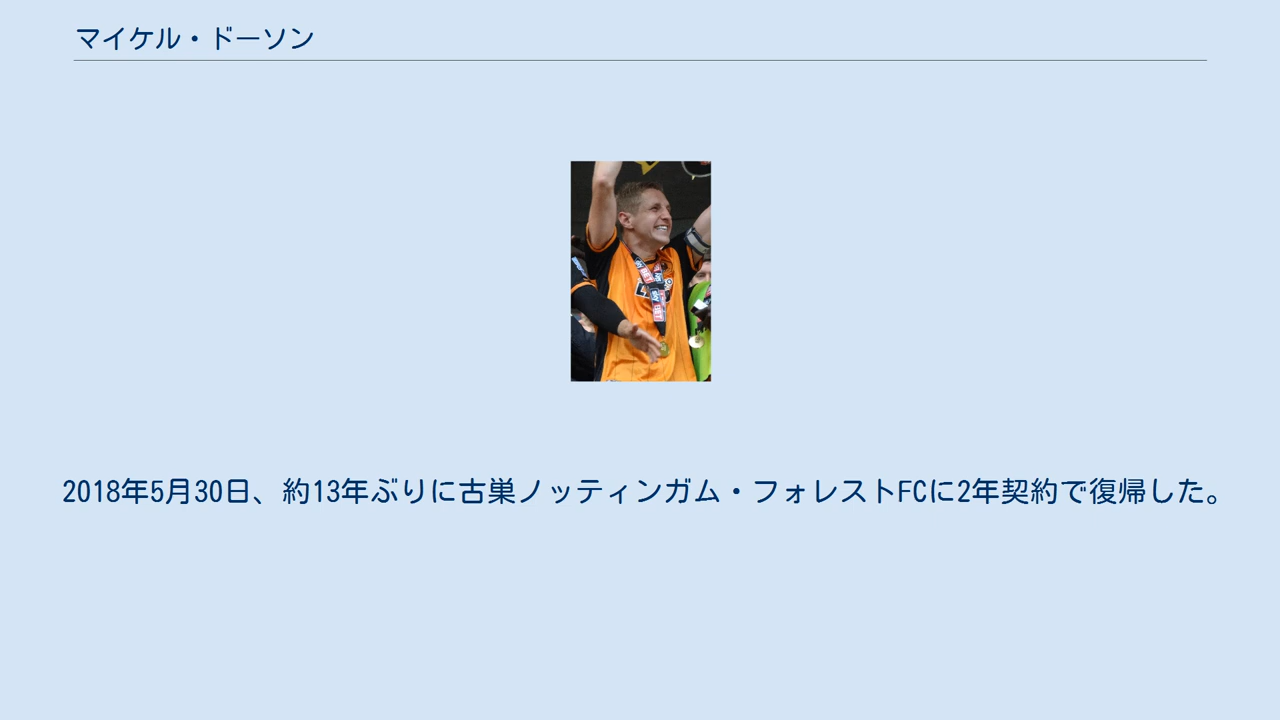 マイケル・ドーソン
2018年5月30日、約13年ぶりに古巣ノッティンガム・フォレストFCに2年契約で復帰した。